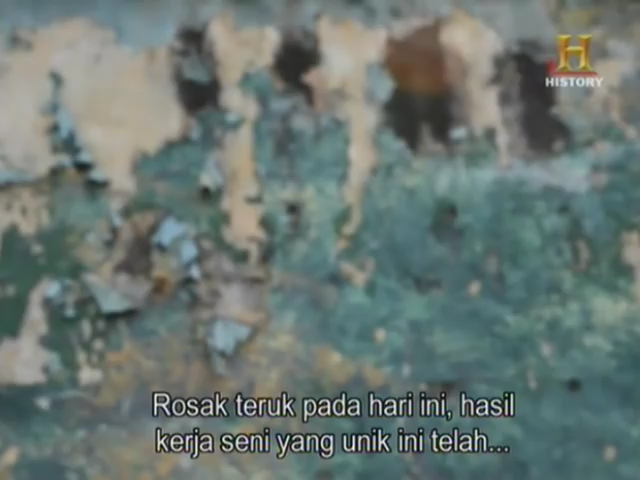 H
HISTORY
Rosak teruk pada hari ini, hasil
kerja seni yang unik ini telah...